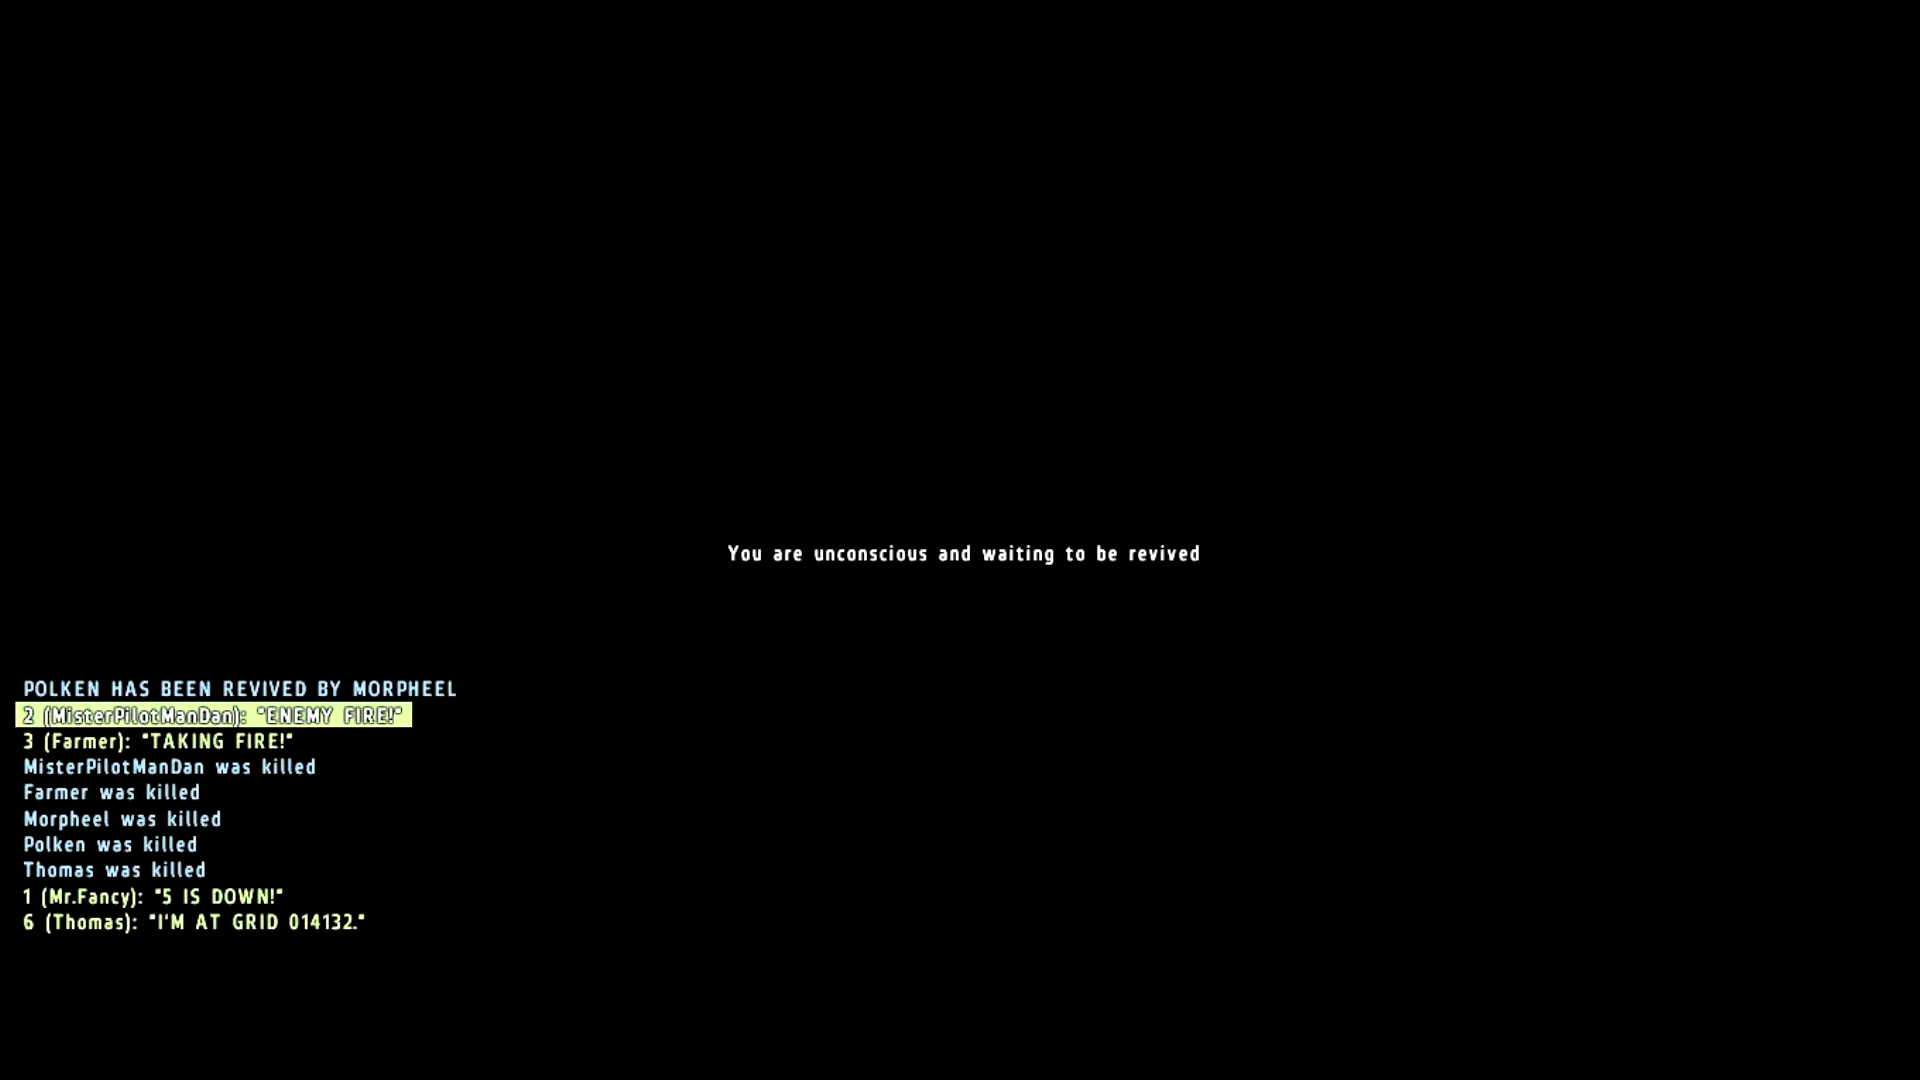 You are unconscious and waiting to be revived
POLKEN HAS BEEN REVIVED BY MORPHEEL
2 (MisterPilotManDan): "ENEMY FIRE!"
3 (Farmer): "TAKING FIRE!"
MisterPilotManDan was killed
Farmer was killed
Morpheel was killed
Polken was killed
Thomas was killed
1 (Mr.Fancy): "5 IS DOWN!"
6 (Thomas): "I'M AT GRID 014132."